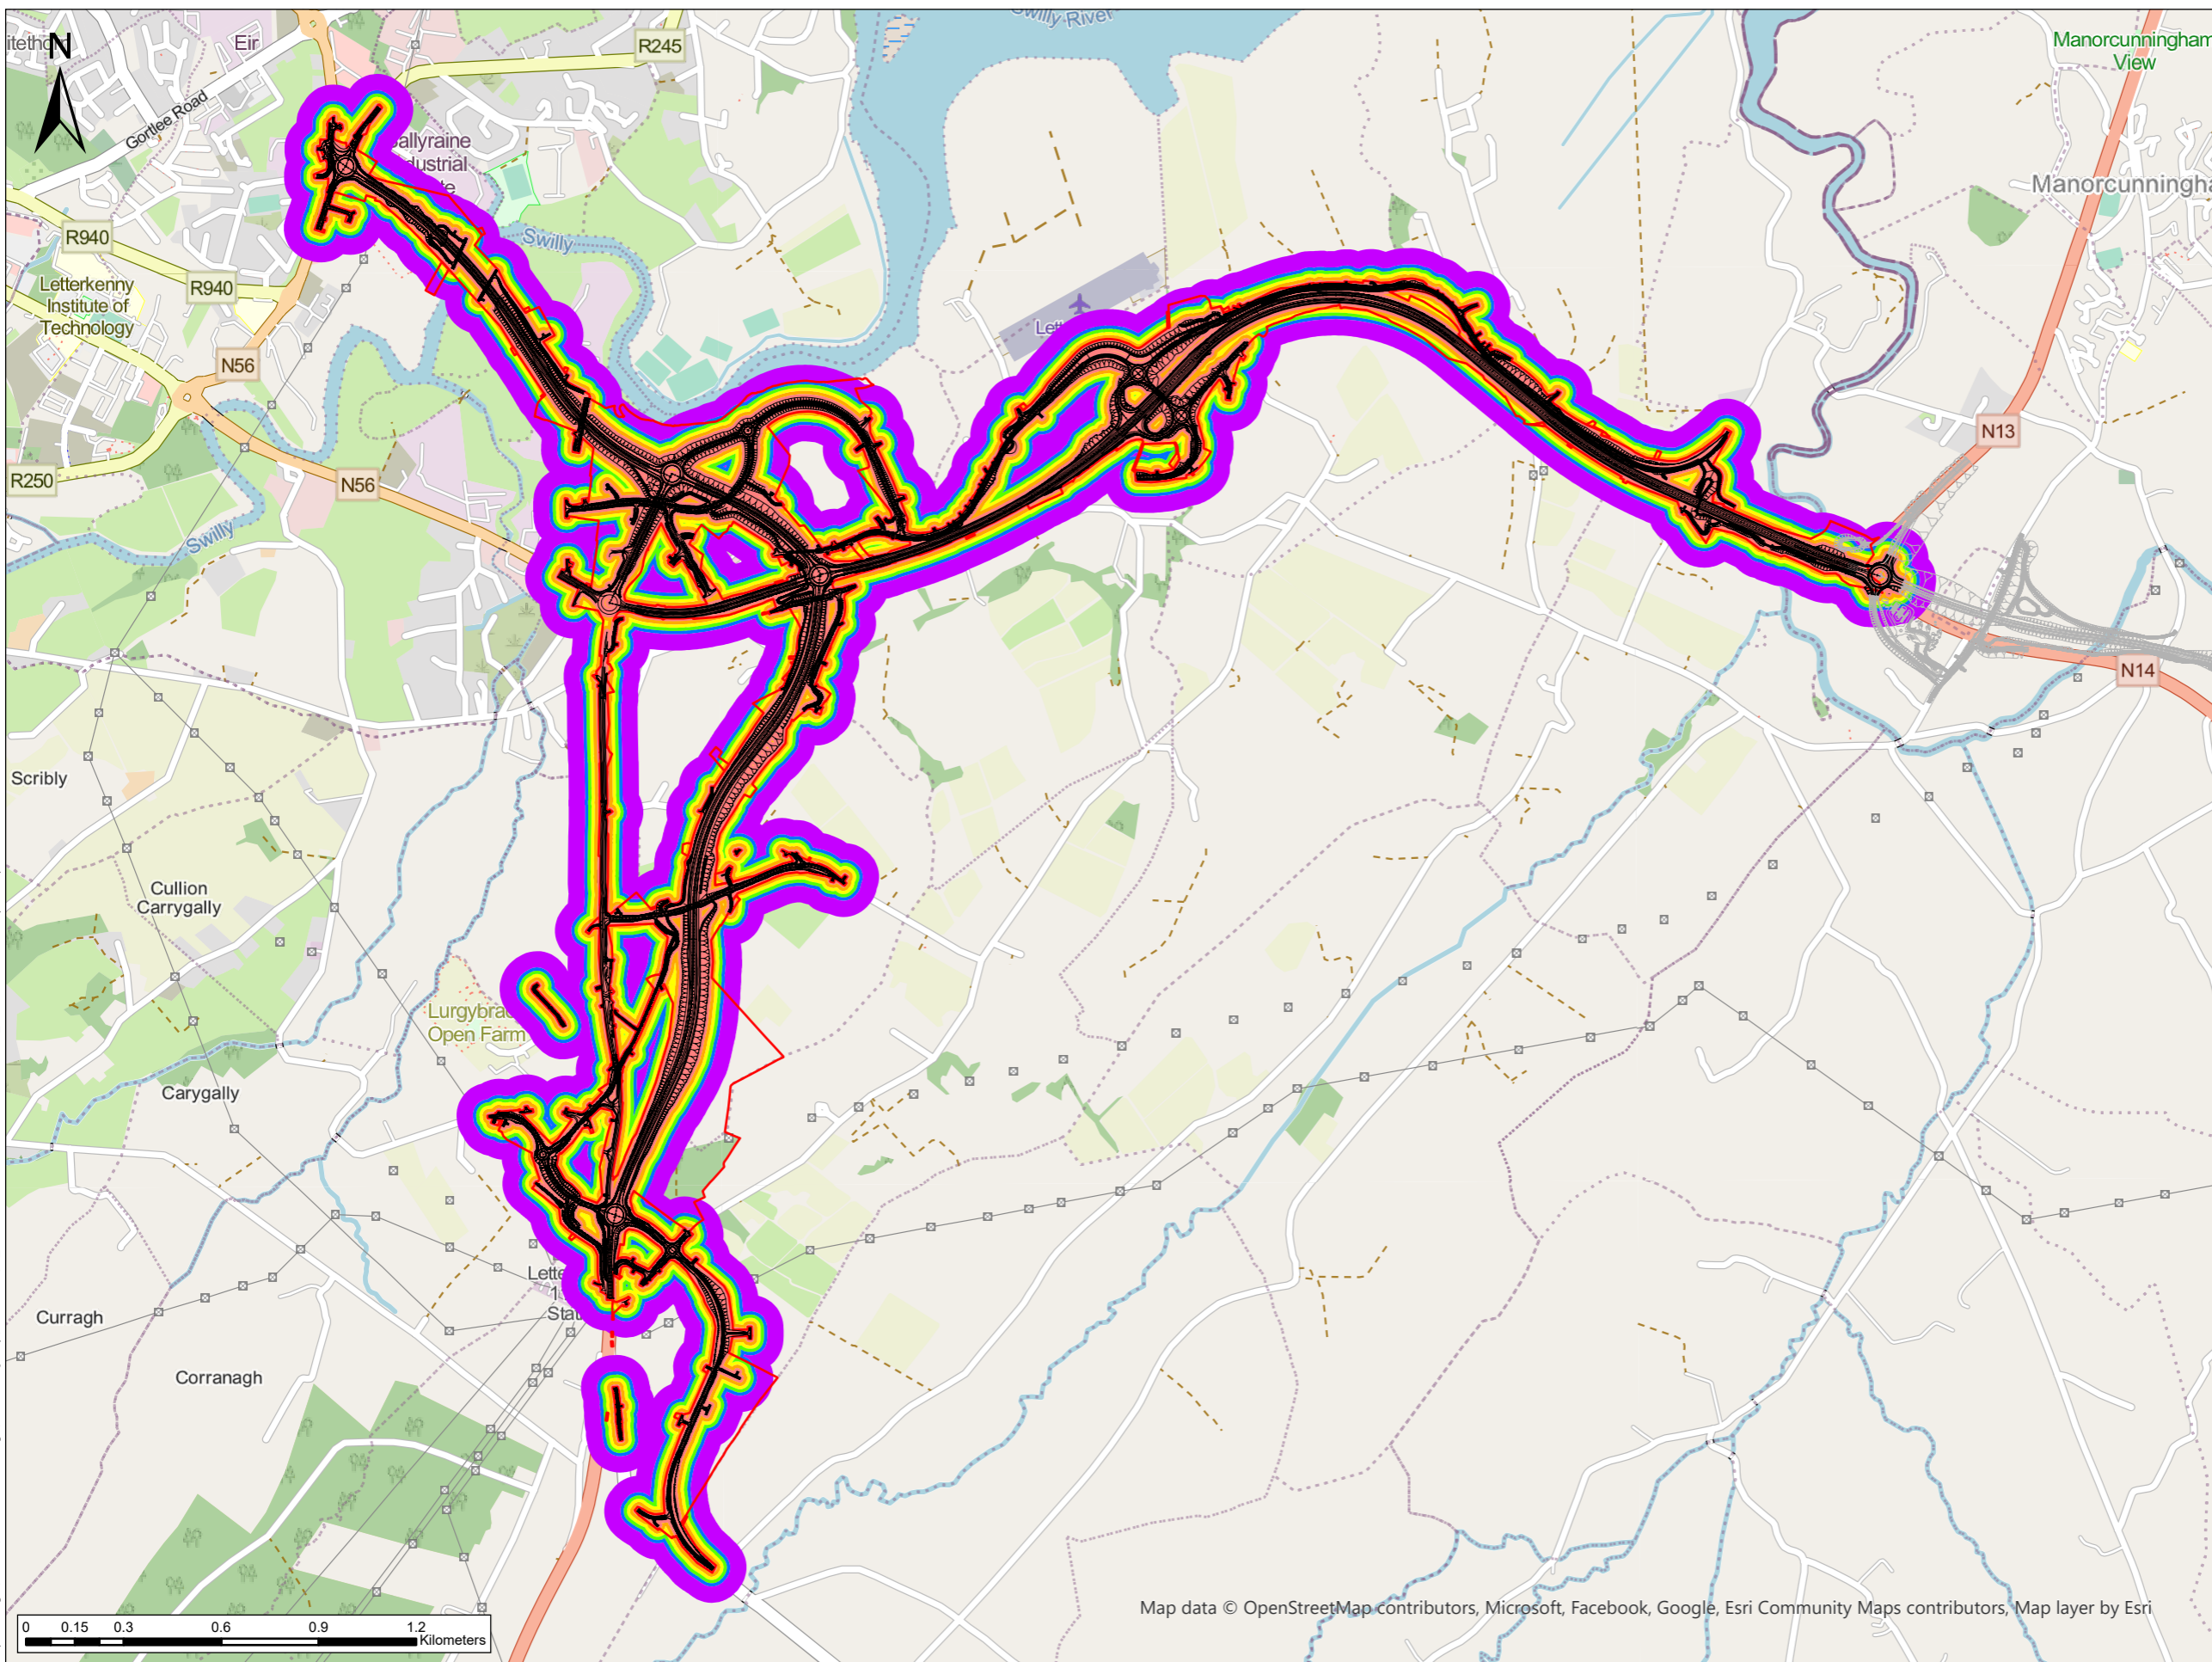 Swilly River
Manorcunningham
View
Eir
R245
N
Gortlee Road
Manorcunningha
R940
R940
Letterkenny
Institute of
Technology
Swilly
N56
N13
R250
N56
Swilly
N14
Scribly
Cullion
Carrygally
Open Farm
Carygally
Curragh
Corranagh
Map data © OpenStreetMap contributors, Microsoft, Facebook, Google, Esri Community Maps contributors, Map layer by Esri
0 0.15 0.3 0.6 0.9 1.2
Kilometers